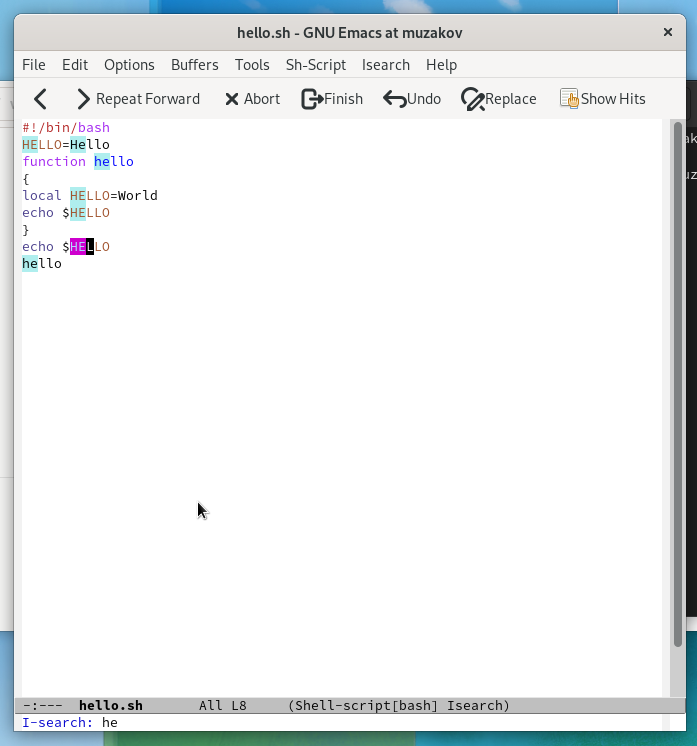 hello.sh - GNU Emacs at muzakov ×
File Edit Options Buffers Tools Sh-Script Isearch Help
Repeat Forward Abort Finish Undo Replace Show Hits
#!/bin/bash
HELLO=Hello
function hello
{
local HELLO=World
echo $HELLO
}
echo $HELLO
hello
-:--- hello.sh All L8 (Shell-script[bash] Isearch)
I-search: he